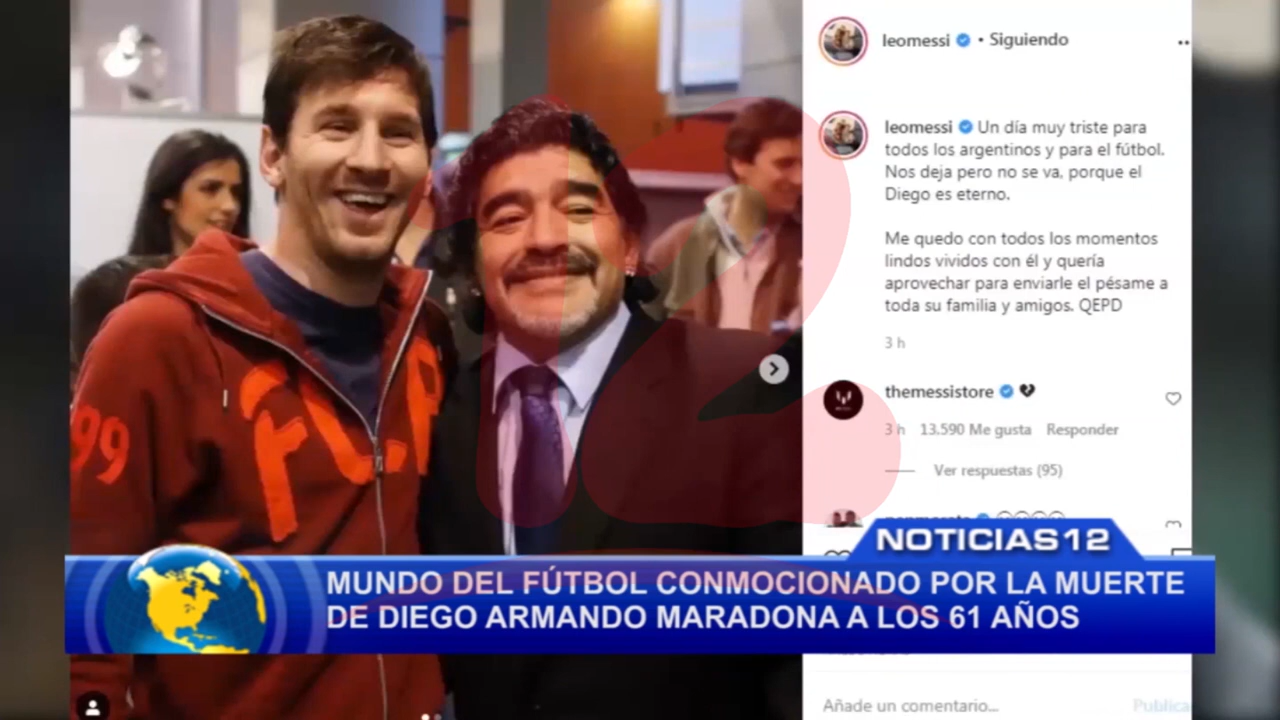 leomessi • Siguiendo
leomessi Un día muy triste para
todos los argentinos y para el fútbol.
Nos deja pero no se va, porque el
Diego es eterno.
Me quedo con todos los momentos
lindos vividos con él y quería
aprovechar para enviarle el pésame a
toda su familia y amigos. QEPD
3 h
themessistore
3 h 13.590 Me gusta Responder
Ver respuestas (95)
NOTICIAS12
MUNDO DEL FÚTBOL CONMOCIONADO POR LA MUERTE
DE DIEGO ARMANDO MARADONA A LOS 61 AÑOS
Añade un comentario... Publica
99
12